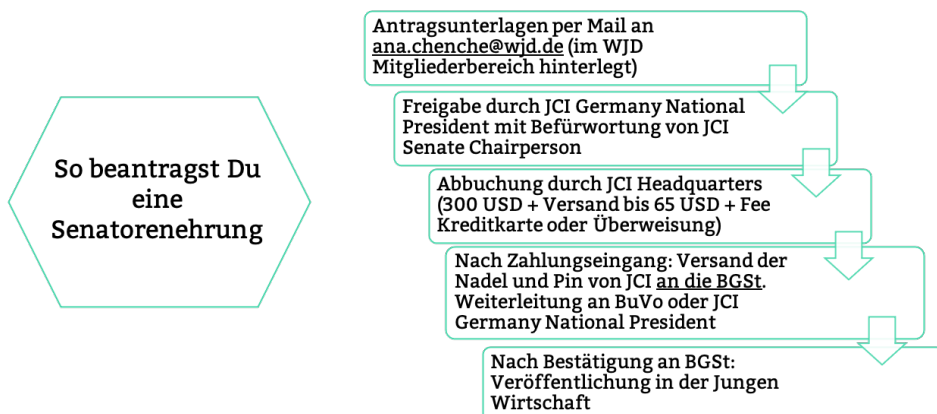 So beantragst Du
eine
Senatorenehrung
Antragsunterlagen per Mail an
ana.chenche@wjd.de (im WJD
Mitgliederbereich hinterlegt)
Freigabe durch JCI Germany National
President mit Befürwortung von JCI
Senate Chairperson
Abbuchung durch JCI Headquarters
(300 USD + Versand bis 65 USD + Fee
Kreditkarte oder Überweisung)
Nach Zahlungseingang: Versand der
Nadel und Pin von JCI an die BGSt.
Weiterleitung an BuVo oder JCI
Germany National President
Nach Bestätigung an BGSt:
Veröffentlichung in der Jungen
Wirtschaft